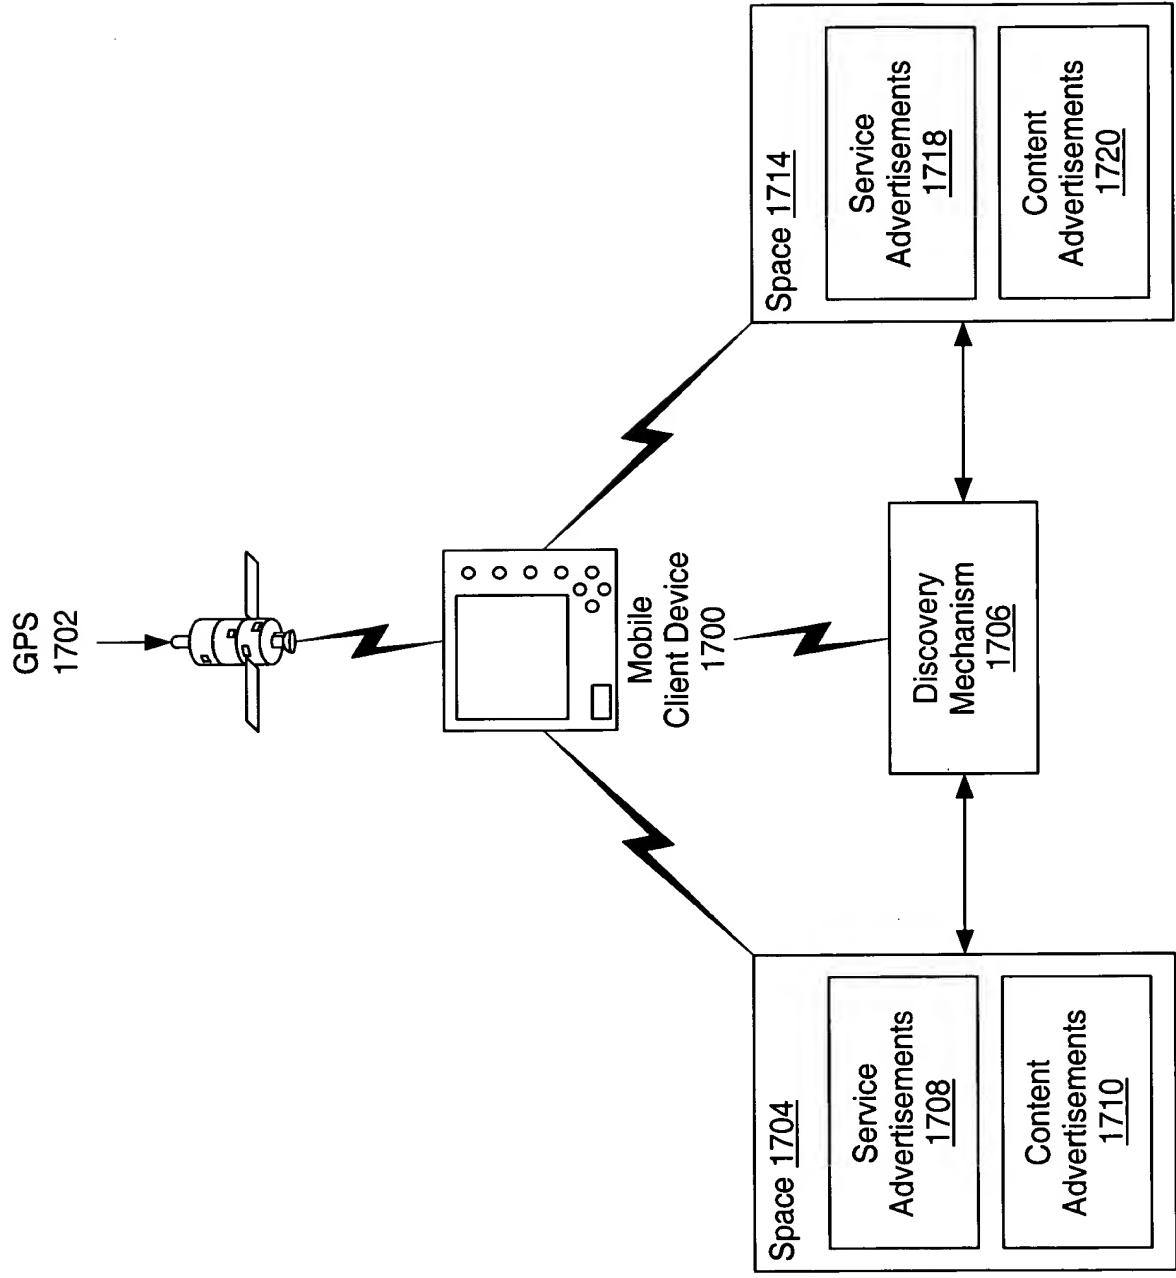 GPS
1702
Mobile
Client Device
1700
Discovery
Mechanism
1706
Space 1704
Service
Advertisements
1708
Content
Advertisements
1710
Space 1714
Service
Advertisements
1718
Content
Advertisements
1720